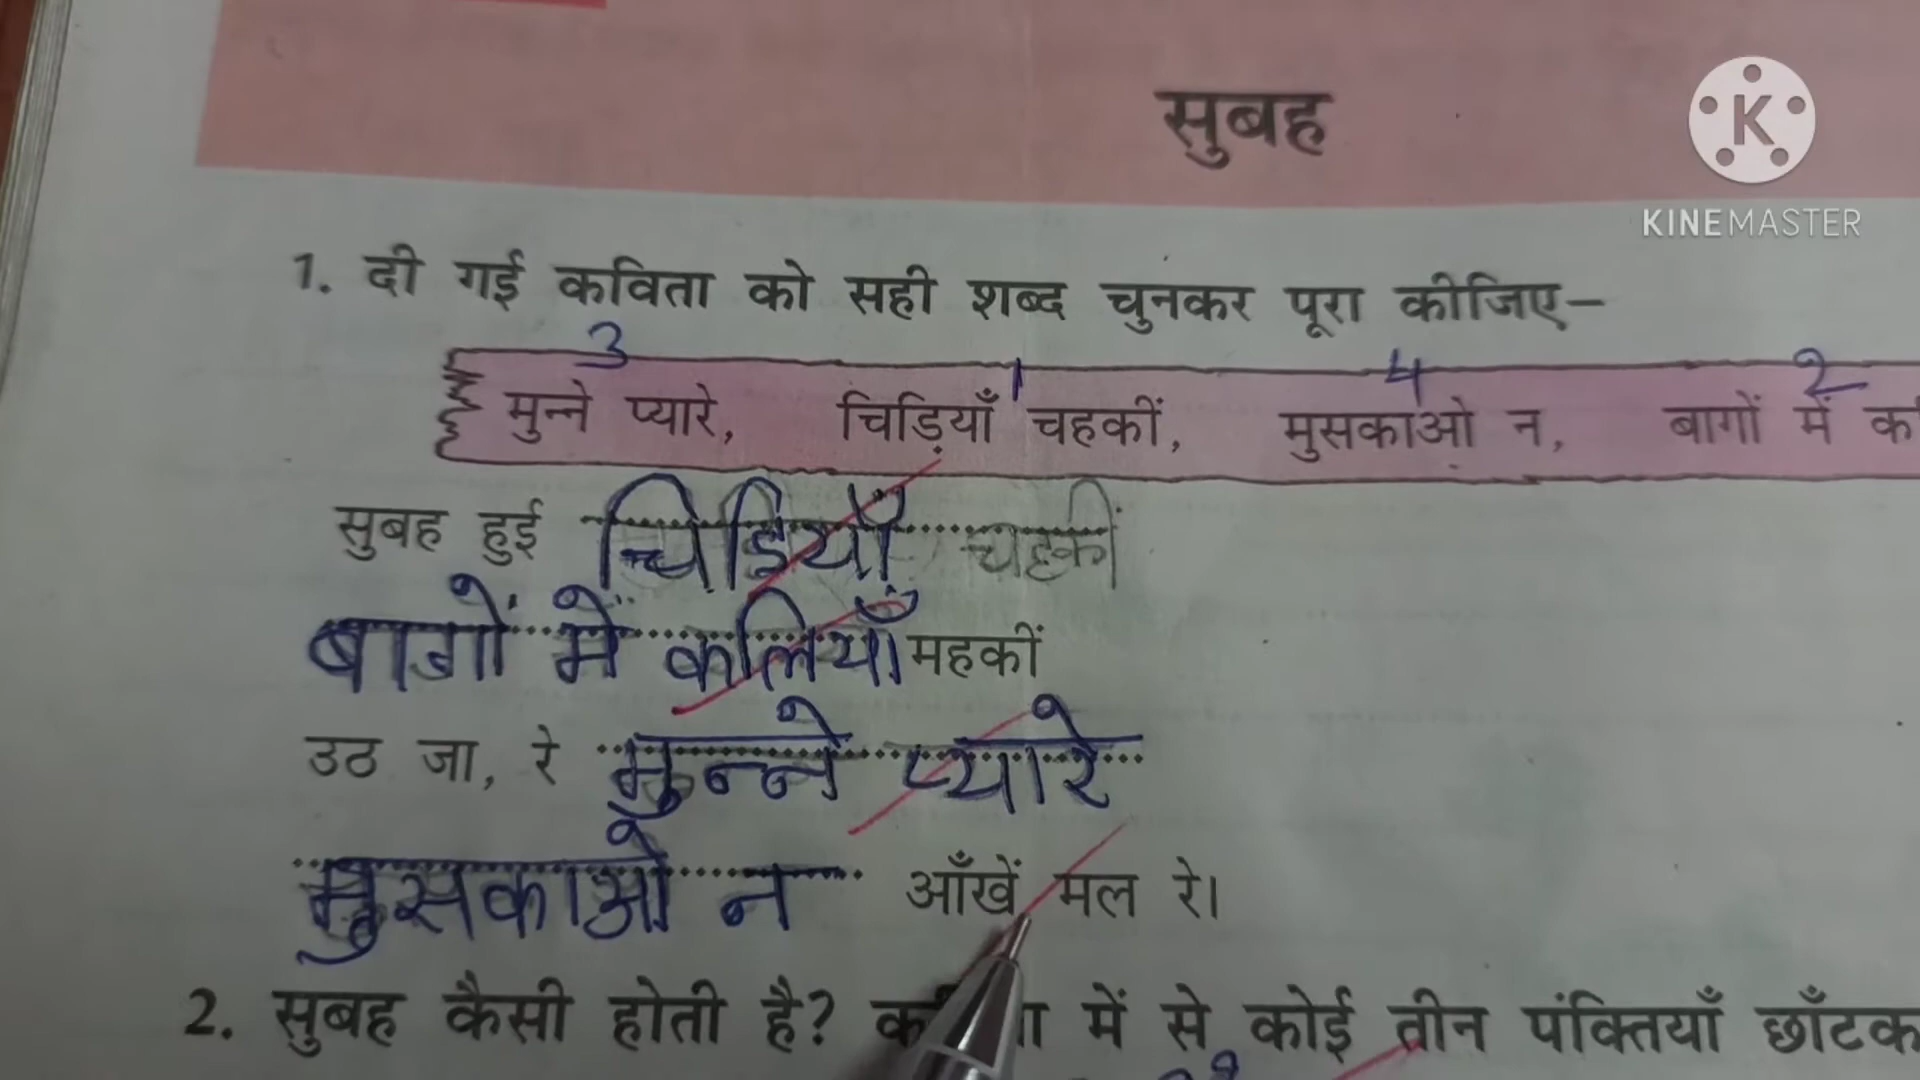 सुबह
K
KINEMASTER
1. दी गई कविता को सही शब्द चुनकर पूरा कीजिए–
3 1 4 2
मुन्ने प्यारे, चिड़ियाँ चहकीं, मुसकाओ न, बागों में
सुबह हुई चिड़ियाँ चहकीं
बागों में कलियाँ महकीं
उठ जा, रे मुन्ने प्यारे
मुसकाओ न आँखें मल रे।
2. सुबह कैसी होती है? में से कोई तीन पंक्तियाँ